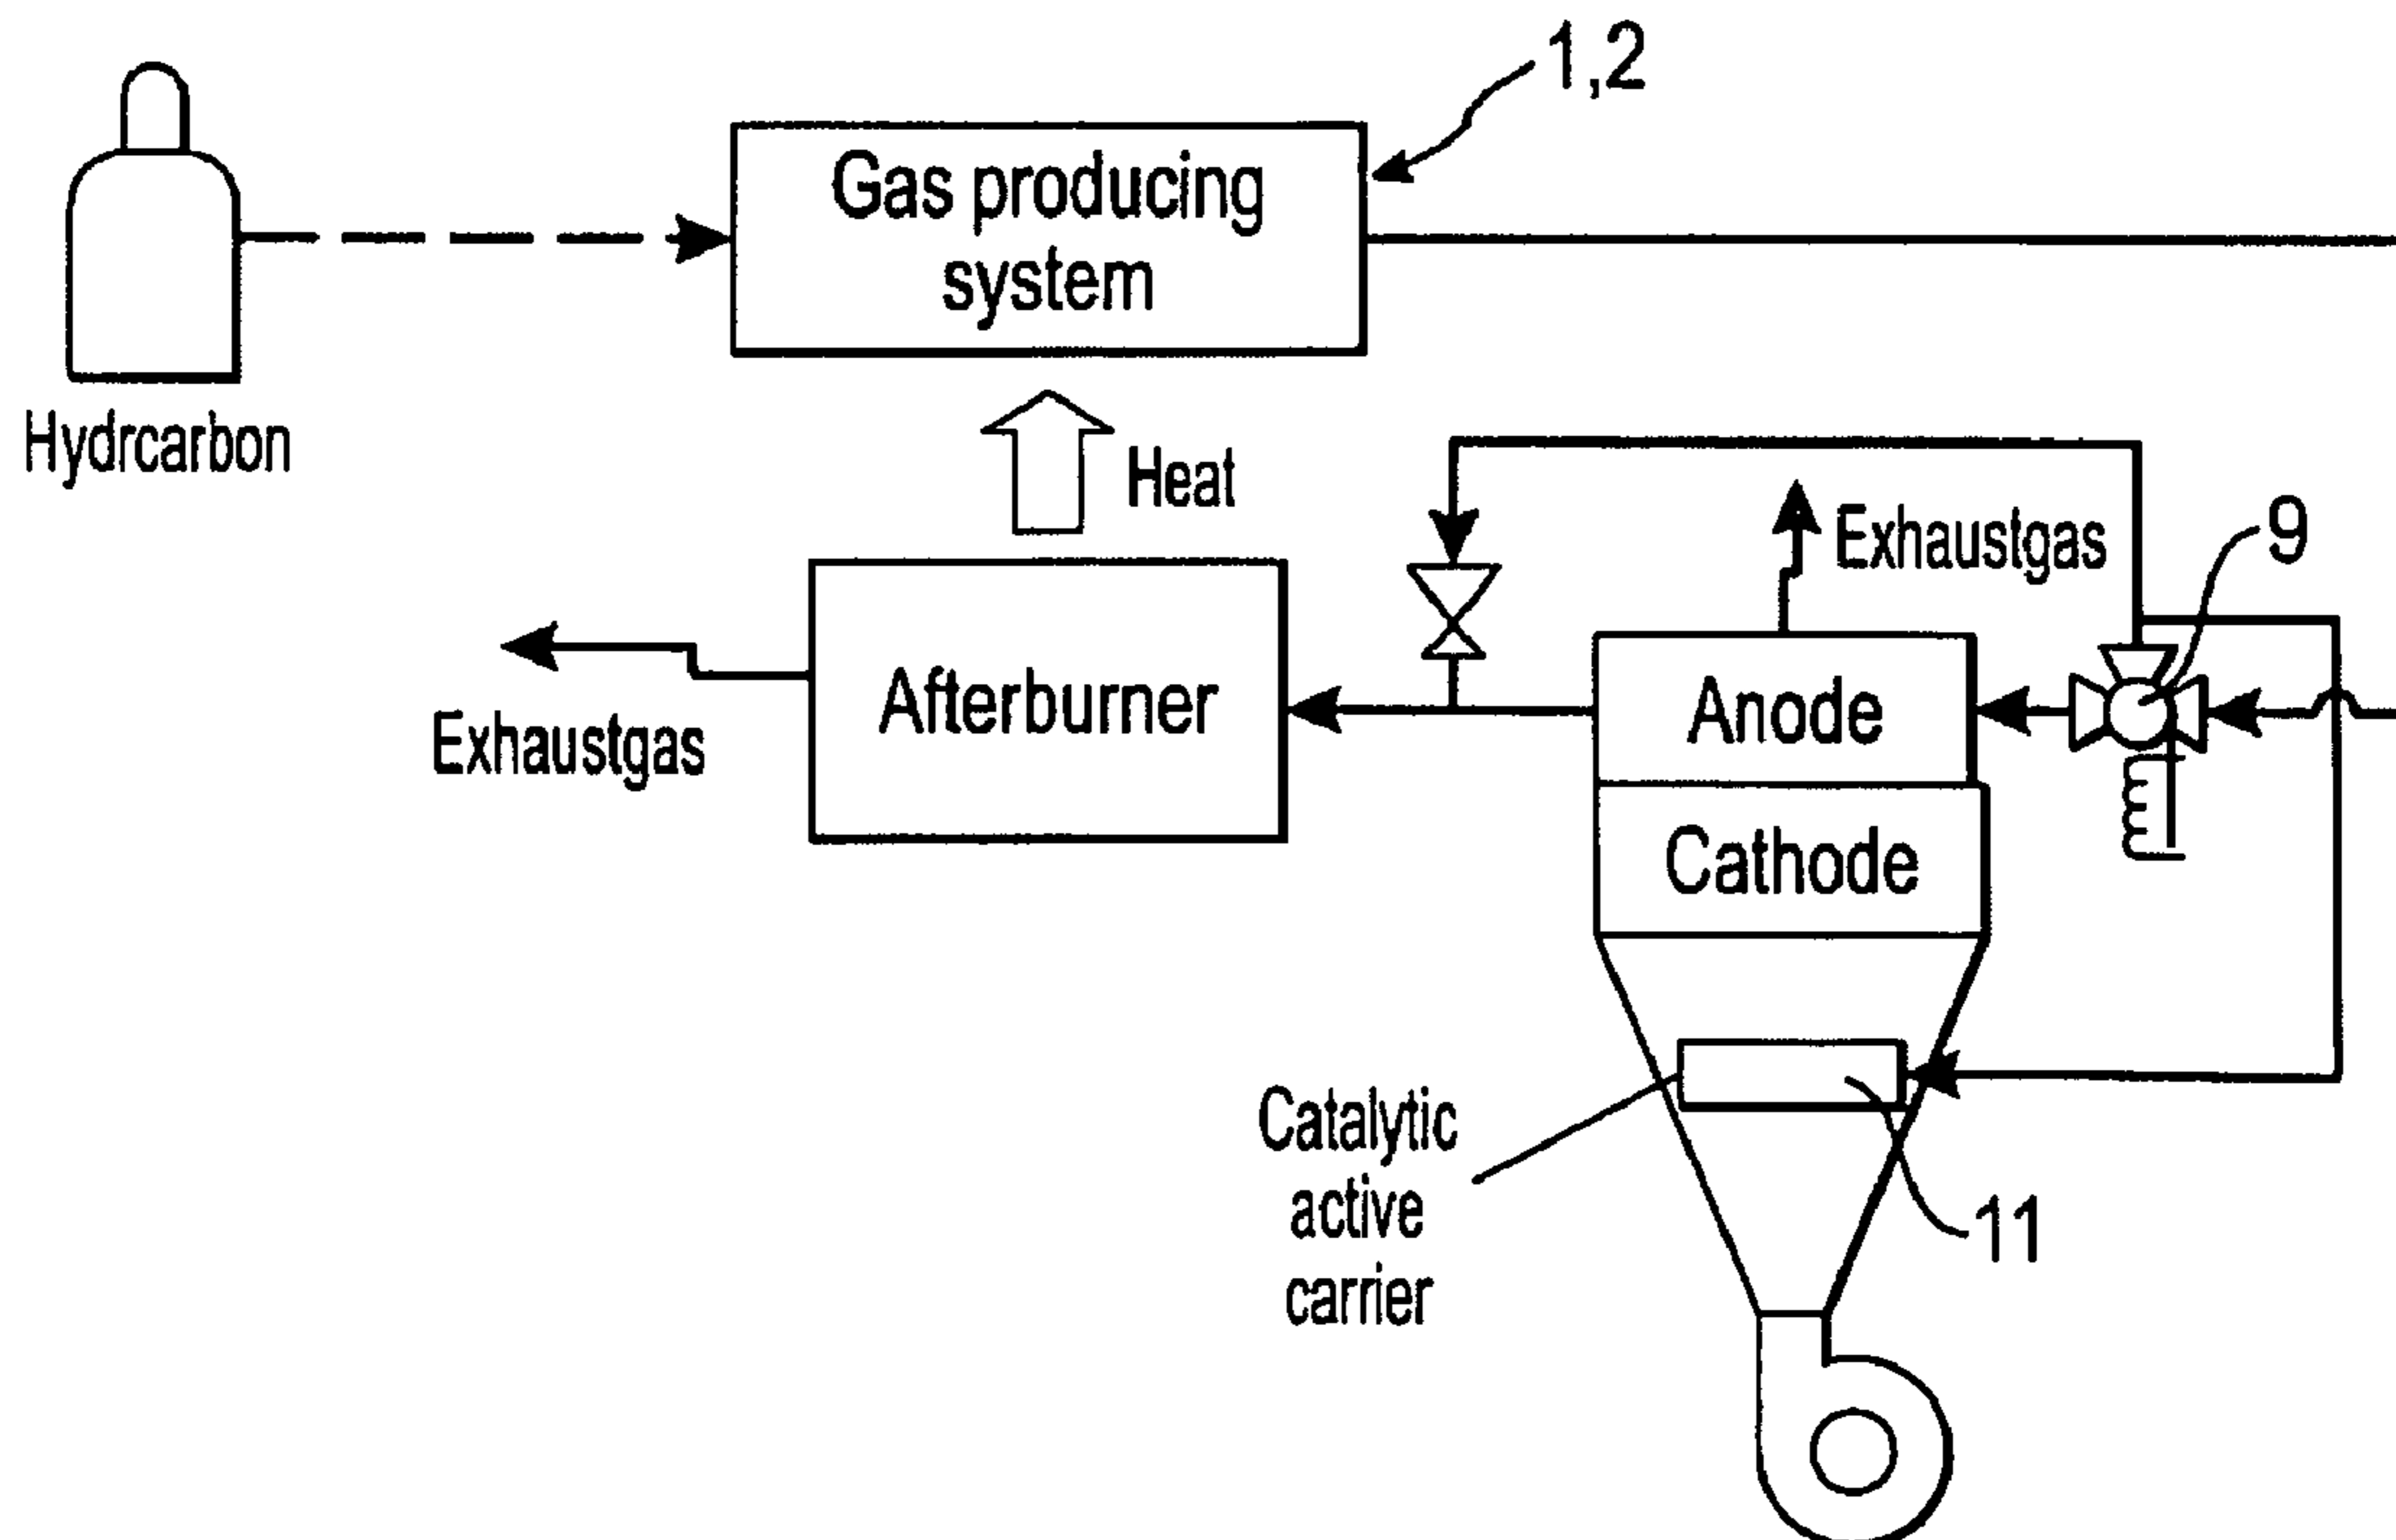 1,2
Gas producing
system
Hydrcarbon
Heat
Exhaustgas
9
Afterburner
Anode
Exhaustgas
Cathode
Catalytic
active
carrier
11